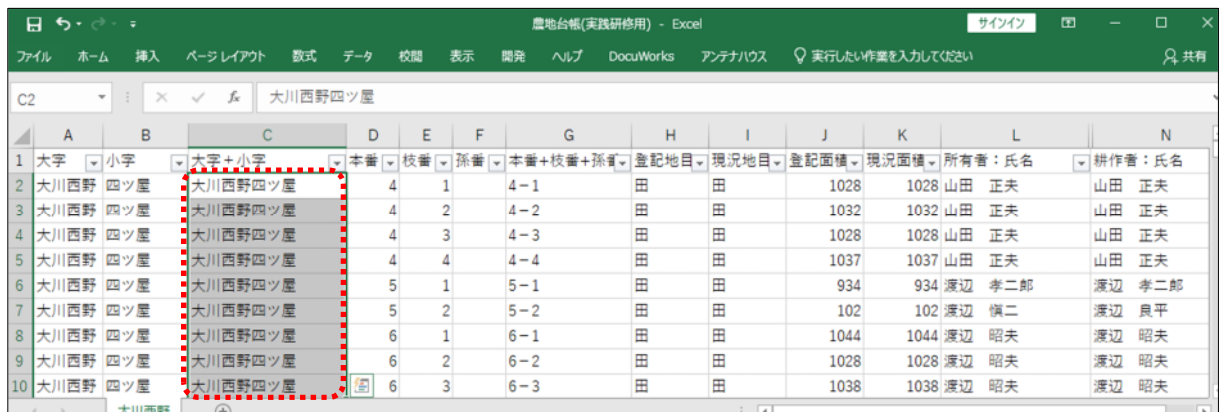 農地台帳(実践研修用) - Excel サインイン
ファイル ホーム 挿入 ページ レイアウト 数式 データ 校閲 表示 開発 ヘルプ DocuWorks アンテナハウス 実行したい作業を入力してください 共有
C2 fx 大川西野四ツ屋
A B C D E F G H I J K L N
1 大字 小字 大字+小字 本番 枝番 孫番 本番+枝番+孫番 登記地目 現況地目 登記面積 現況面積 所有者:氏名 耕作者:氏名
2 大川西野 四ツ屋 大川西野四ツ屋 4 1 4-1 田 田 1028 1028 山田 正夫 山田 正夫
3 大川西野 四ツ屋 大川西野四ツ屋 4 2 4-2 田 田 1032 1032 山田 正夫 山田 正夫
4 大川西野 四ツ屋 大川西野四ツ屋 4 3 4-3 田 田 1028 1028 山田 正夫 山田 正夫
5 大川西野 四ツ屋 大川西野四ツ屋 4 4 4-4 田 田 1037 1037 山田 正夫 山田 正夫
6 大川西野 四ツ屋 大川西野四ツ屋 5 1 5-1 田 田 934 934 渡辺 孝二郎 渡辺 孝二郎
7 大川西野 四ツ屋 大川西野四ツ屋 5 2 5-2 田 田 102 102 渡辺 愼二 渡辺 良平
8 大川西野 四ツ屋 大川西野四ツ屋 6 1 6-1 田 田 1044 1044 渡辺 昭夫 渡辺 昭夫
9 大川西野 四ツ屋 大川西野四ツ屋 6 2 6-2 田 田 1028 1028 渡辺 昭夫 渡辺 昭夫
10 大川西野 四ツ屋 大川西野四ツ屋 6 3 6-3 田 田 1038 1038 渡辺 昭夫 渡辺 昭夫
大川西野